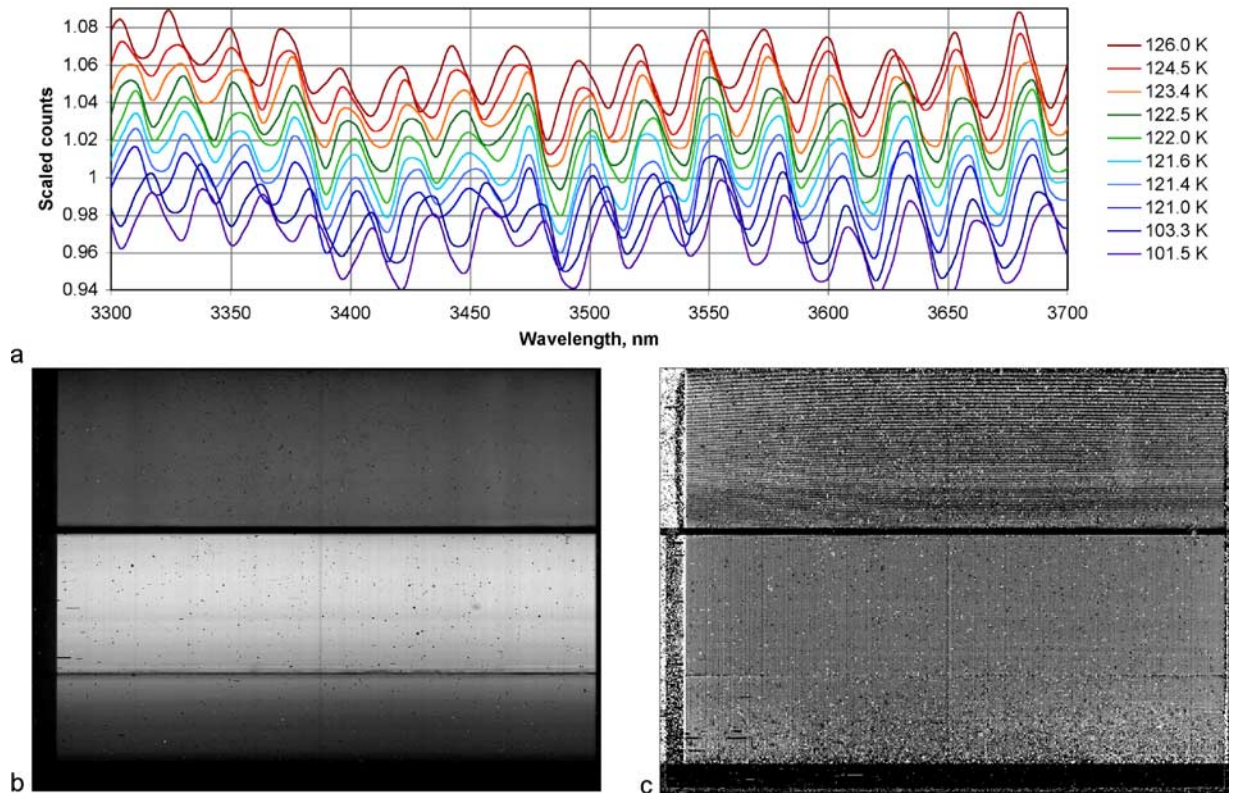 1.08
1.06
1.04
1.02
1
0.98
0.96
0.94
Scaled counts
3300 3350 3400 3450 3500 3550 3600 3650 3700
Wavelength, nm
126.0 K
124.5 K
123.4 K
122.5 K
122.0 K
121.6 K
121.4 K
121.0 K
103.3 K
101.5 K
a
b
c